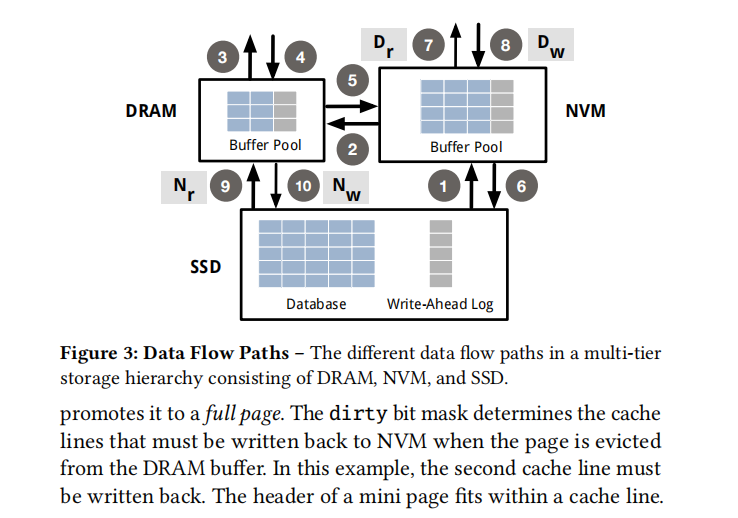 D_r 7 8 D_w
3 4
5
DRAM
NVM
Buffer Pool
Buffer Pool
2
N_r 9 10 N_w 1 6
SSD
Database Write-Ahead Log
Figure 3: Data Flow Paths – The different data flow paths in a multi-tier
storage hierarchy consisting of DRAM, NVM, and SSD.
promotes it to a full page. The dirty bit mask determines the cache
lines that must be written back to NVM when the page is evicted
from the DRAM buffer. In this example, the second cache line must
be written back. The header of a mini page fits within a cache line.